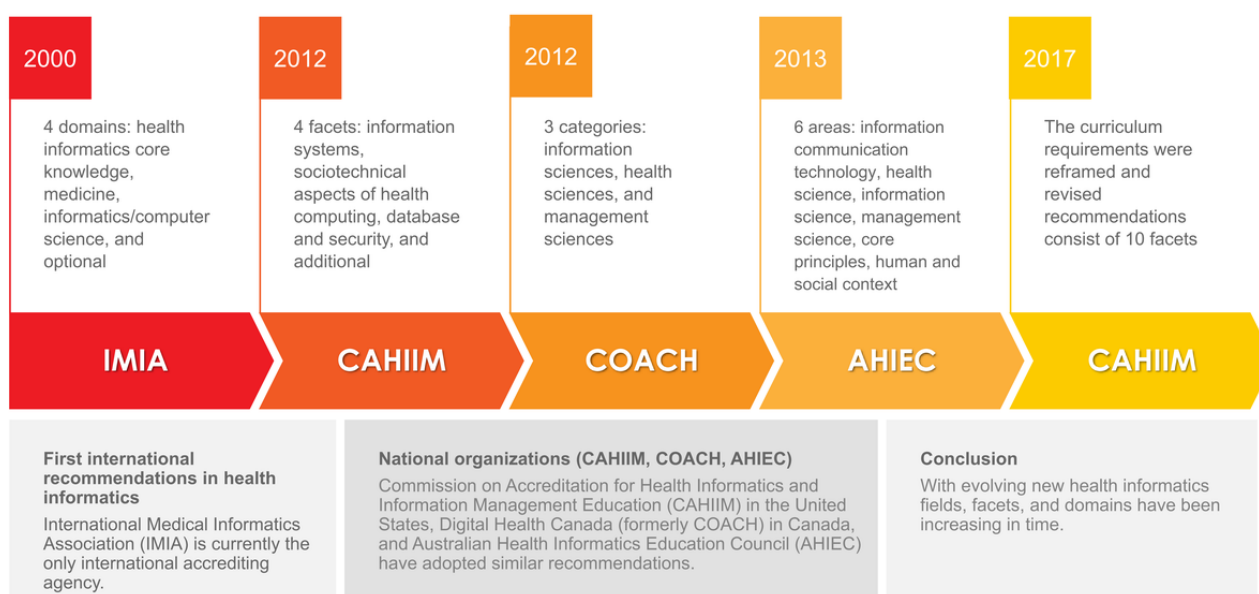 2000
4 domains: health
informatics core
knowledge,
medicine,
informatics/computer
science, and
optional
IMIA
2012
4 facets: information
systems,
sociotechnical
aspects of health
computing, database
and security, and
additional
CAHIIM
2012
3 categories:
information
sciences, health
sciences, and
management
sciences
COACH
2013
6 areas: information
communication
technology, health
science, information
science, management
science, core
principles, human and
social context
AHIEC
2017
The curriculum
requirements were
reframed and
revised
recommendations
consist of 10 facets
CAHIIM
First international
recommendations in health
informatics
International Medical Informatics
Association (IMIA) is currently the
only international accrediting
agency.
National organizations (CAHIIM, COACH, AHIEC)
Commission on Accreditation for Health Informatics and
Information Management Education (CAHIIM) in the United
States, Digital Health Canada (formerly COACH) in Canada,
and Australian Health Informatics Education Council (AHIEC)
have adopted similar recommendations.
Conclusion
With evolving new health informatics
fields, facets, and domains have been
increasing in time.